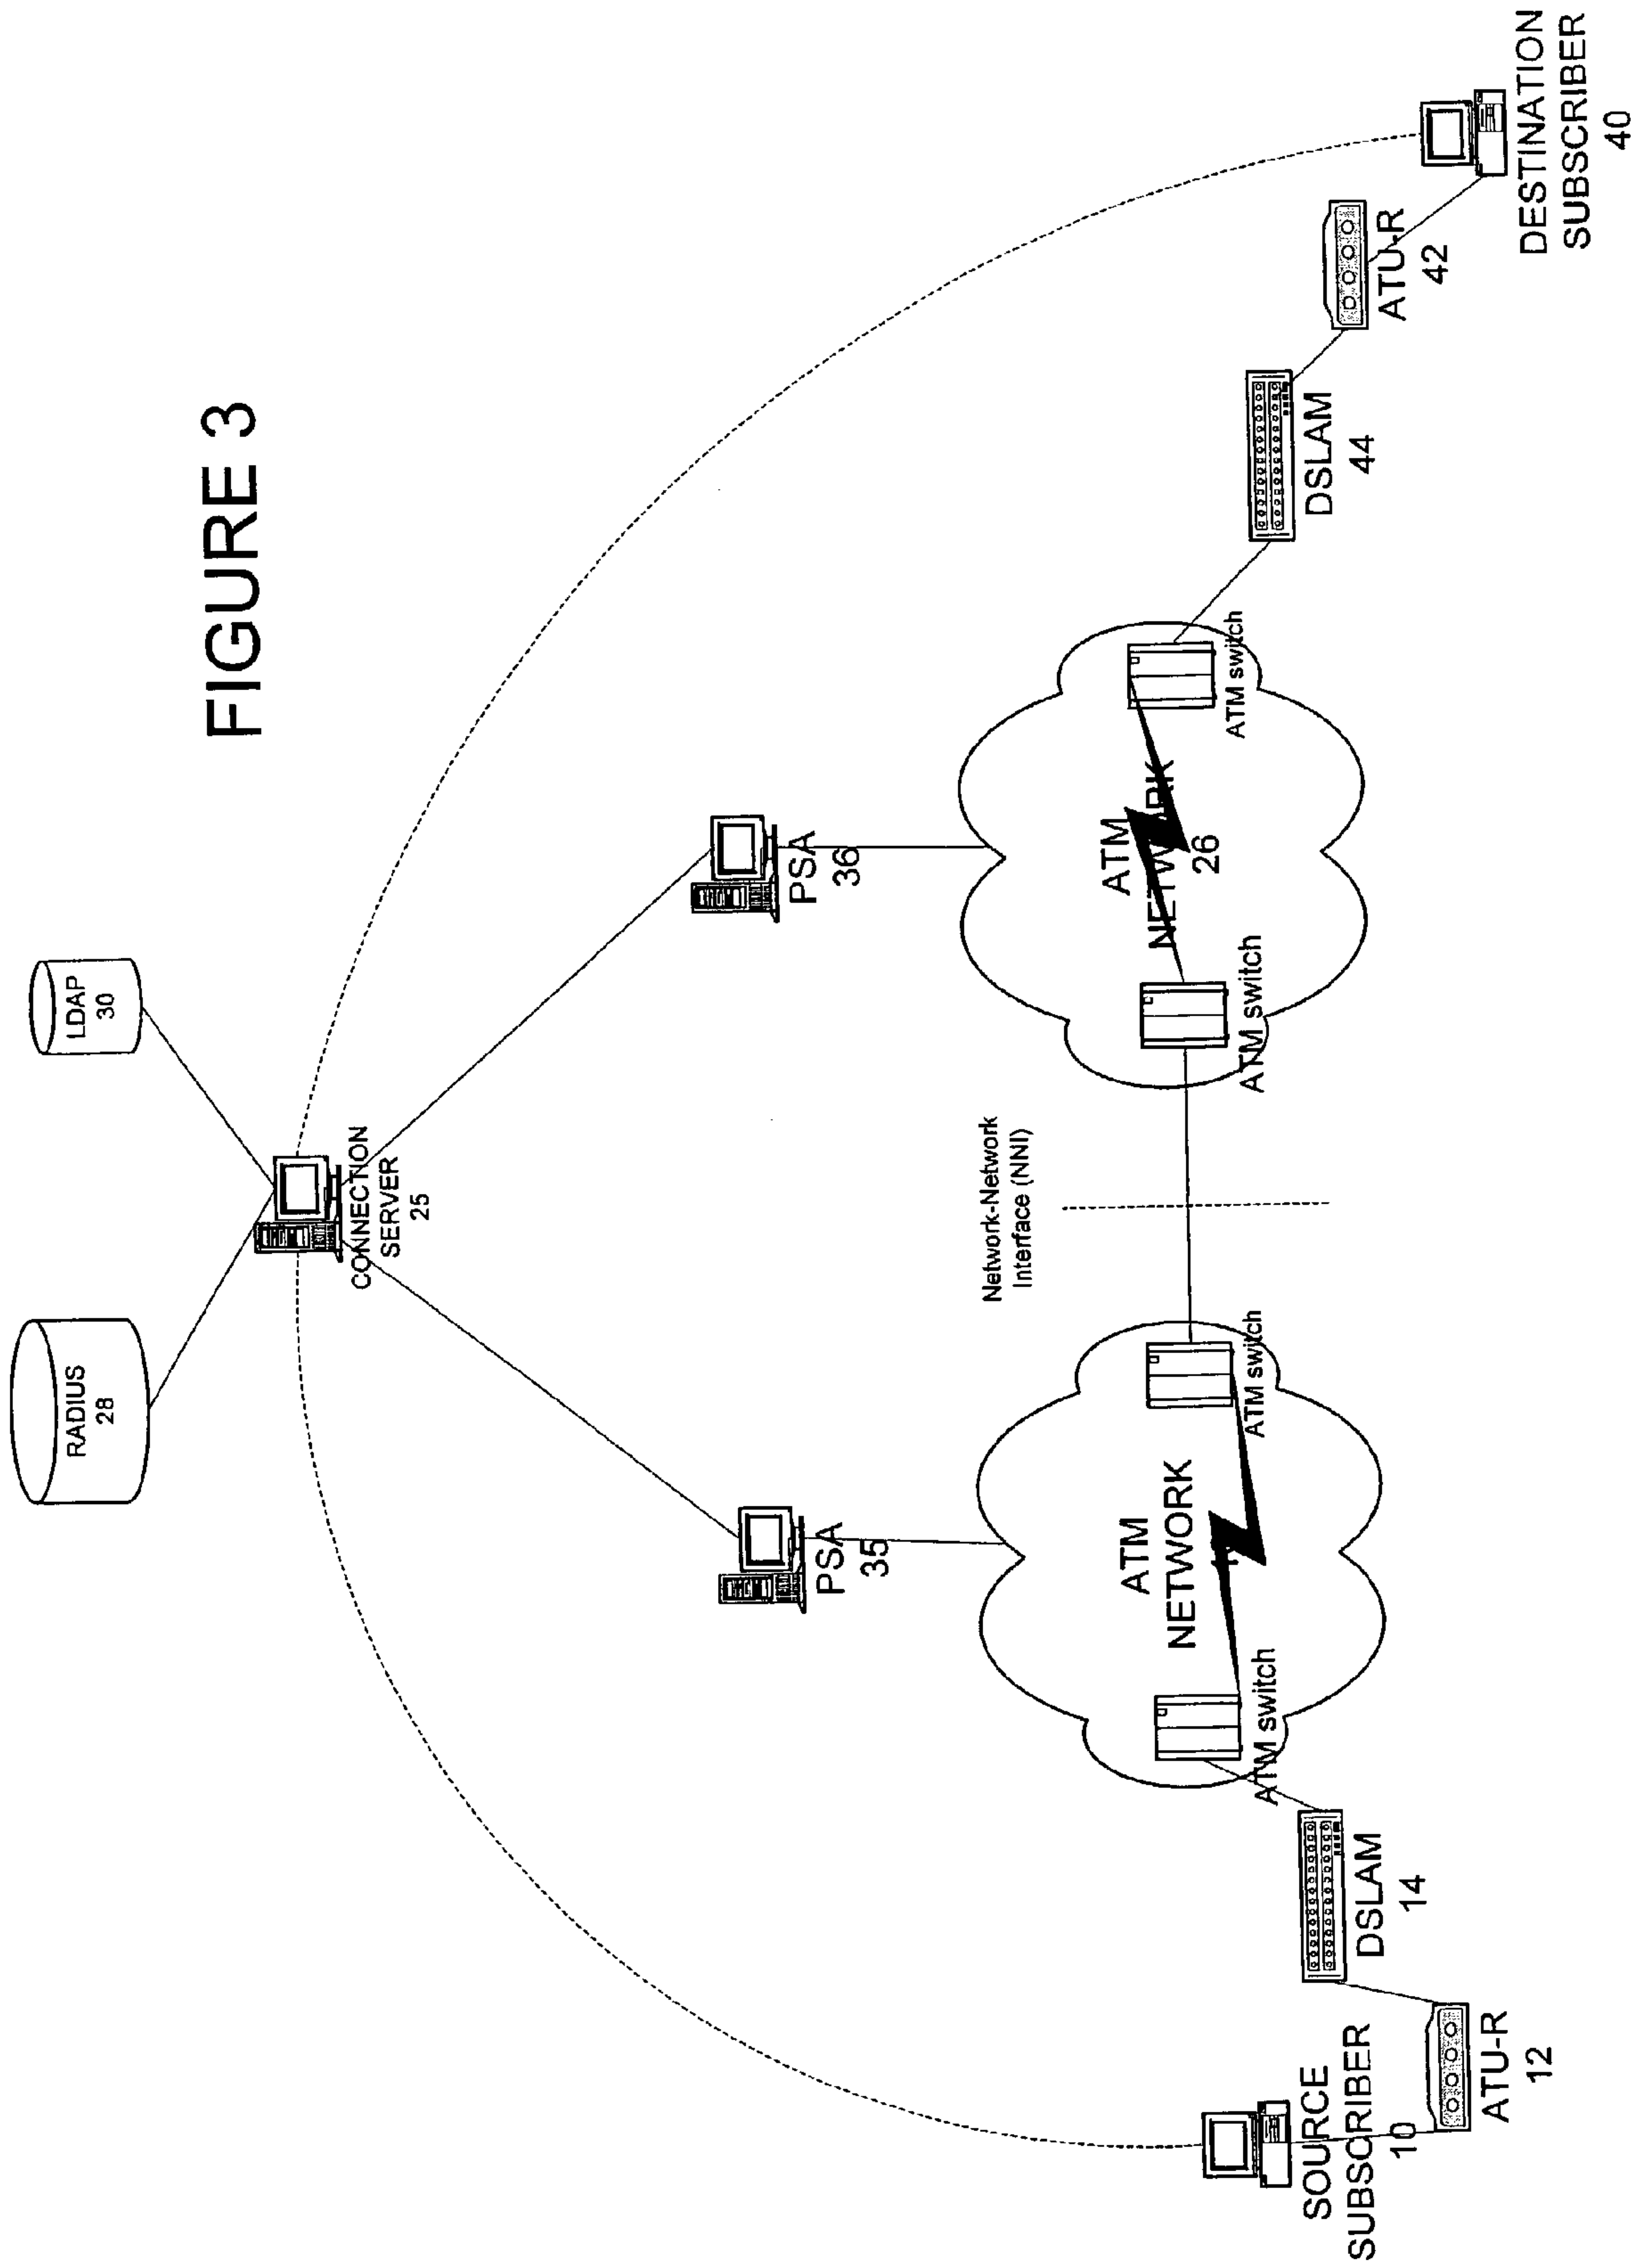 FIGURE 3
RADIUS
28
LDAP
30
CONNECTION
SERVER
25
PSA
35
PSA
36
Network-Network
Interface (NNI)
ATM
NETWORK
ATM switch
ATM switch
ATM
NETWORK
26
ATM switch
ATM switch
SOURCE
SUBSCRIBER
10
ATU-R
12
DSLAM
14
DSLAM
44
ATU-R
42
DESTINATION
SUBSCRIBER
40